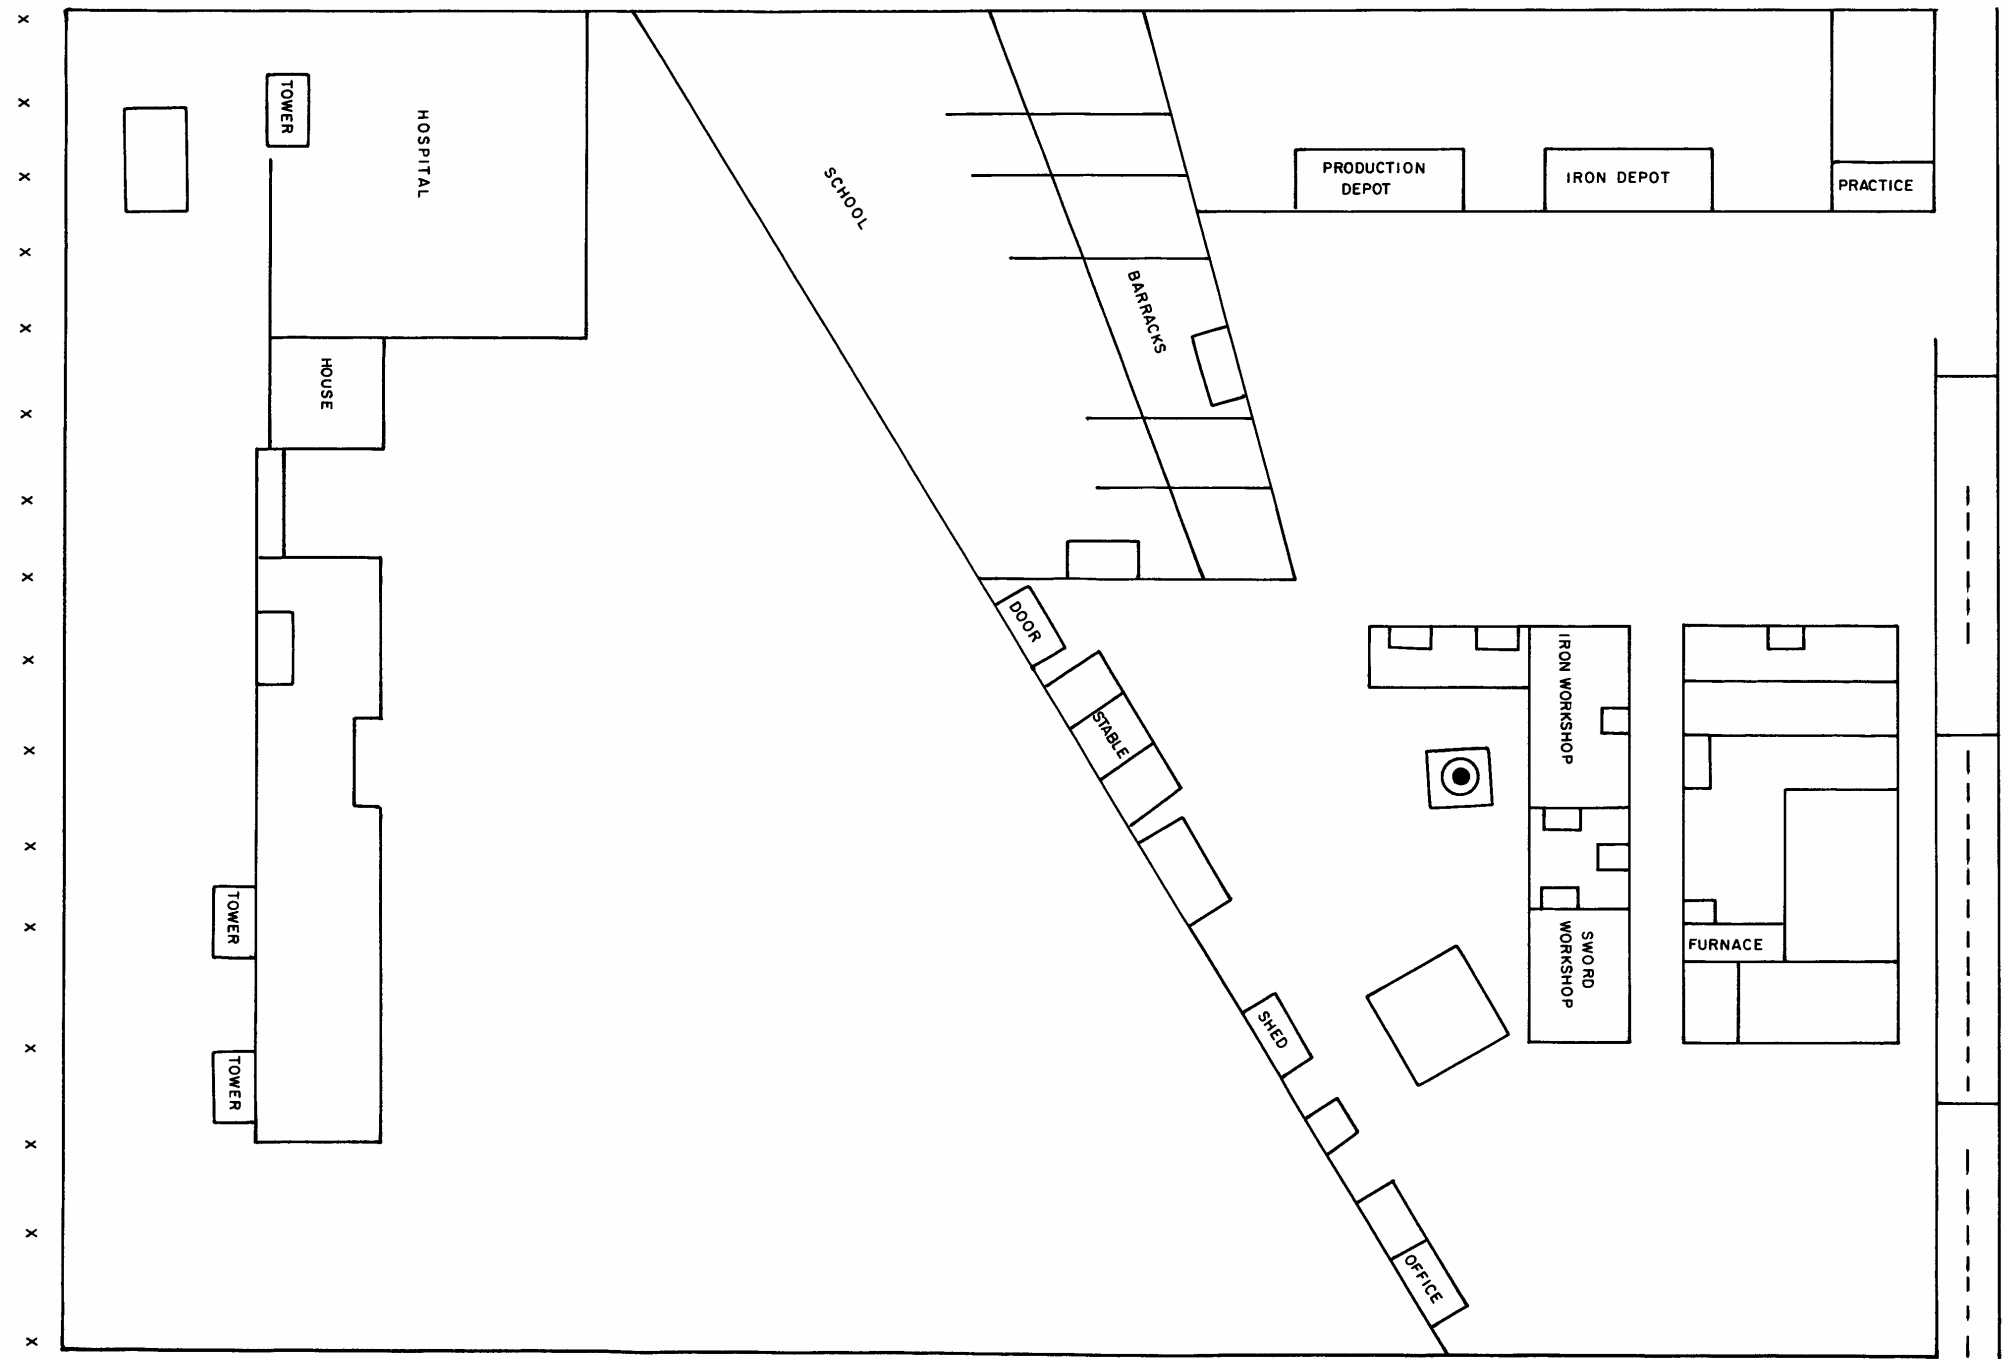 TOWER
HOSPITAL
SCHOOL
PRODUCTION
DEPOT
IRON DEPOT
PRACTICE
BARRACKS
HOUSE
DOOR
STABLE
IRON WORKSHOP
TOWER
FURNACE
SWORD
WORKSHOP
SHED
TOWER
OFFICE